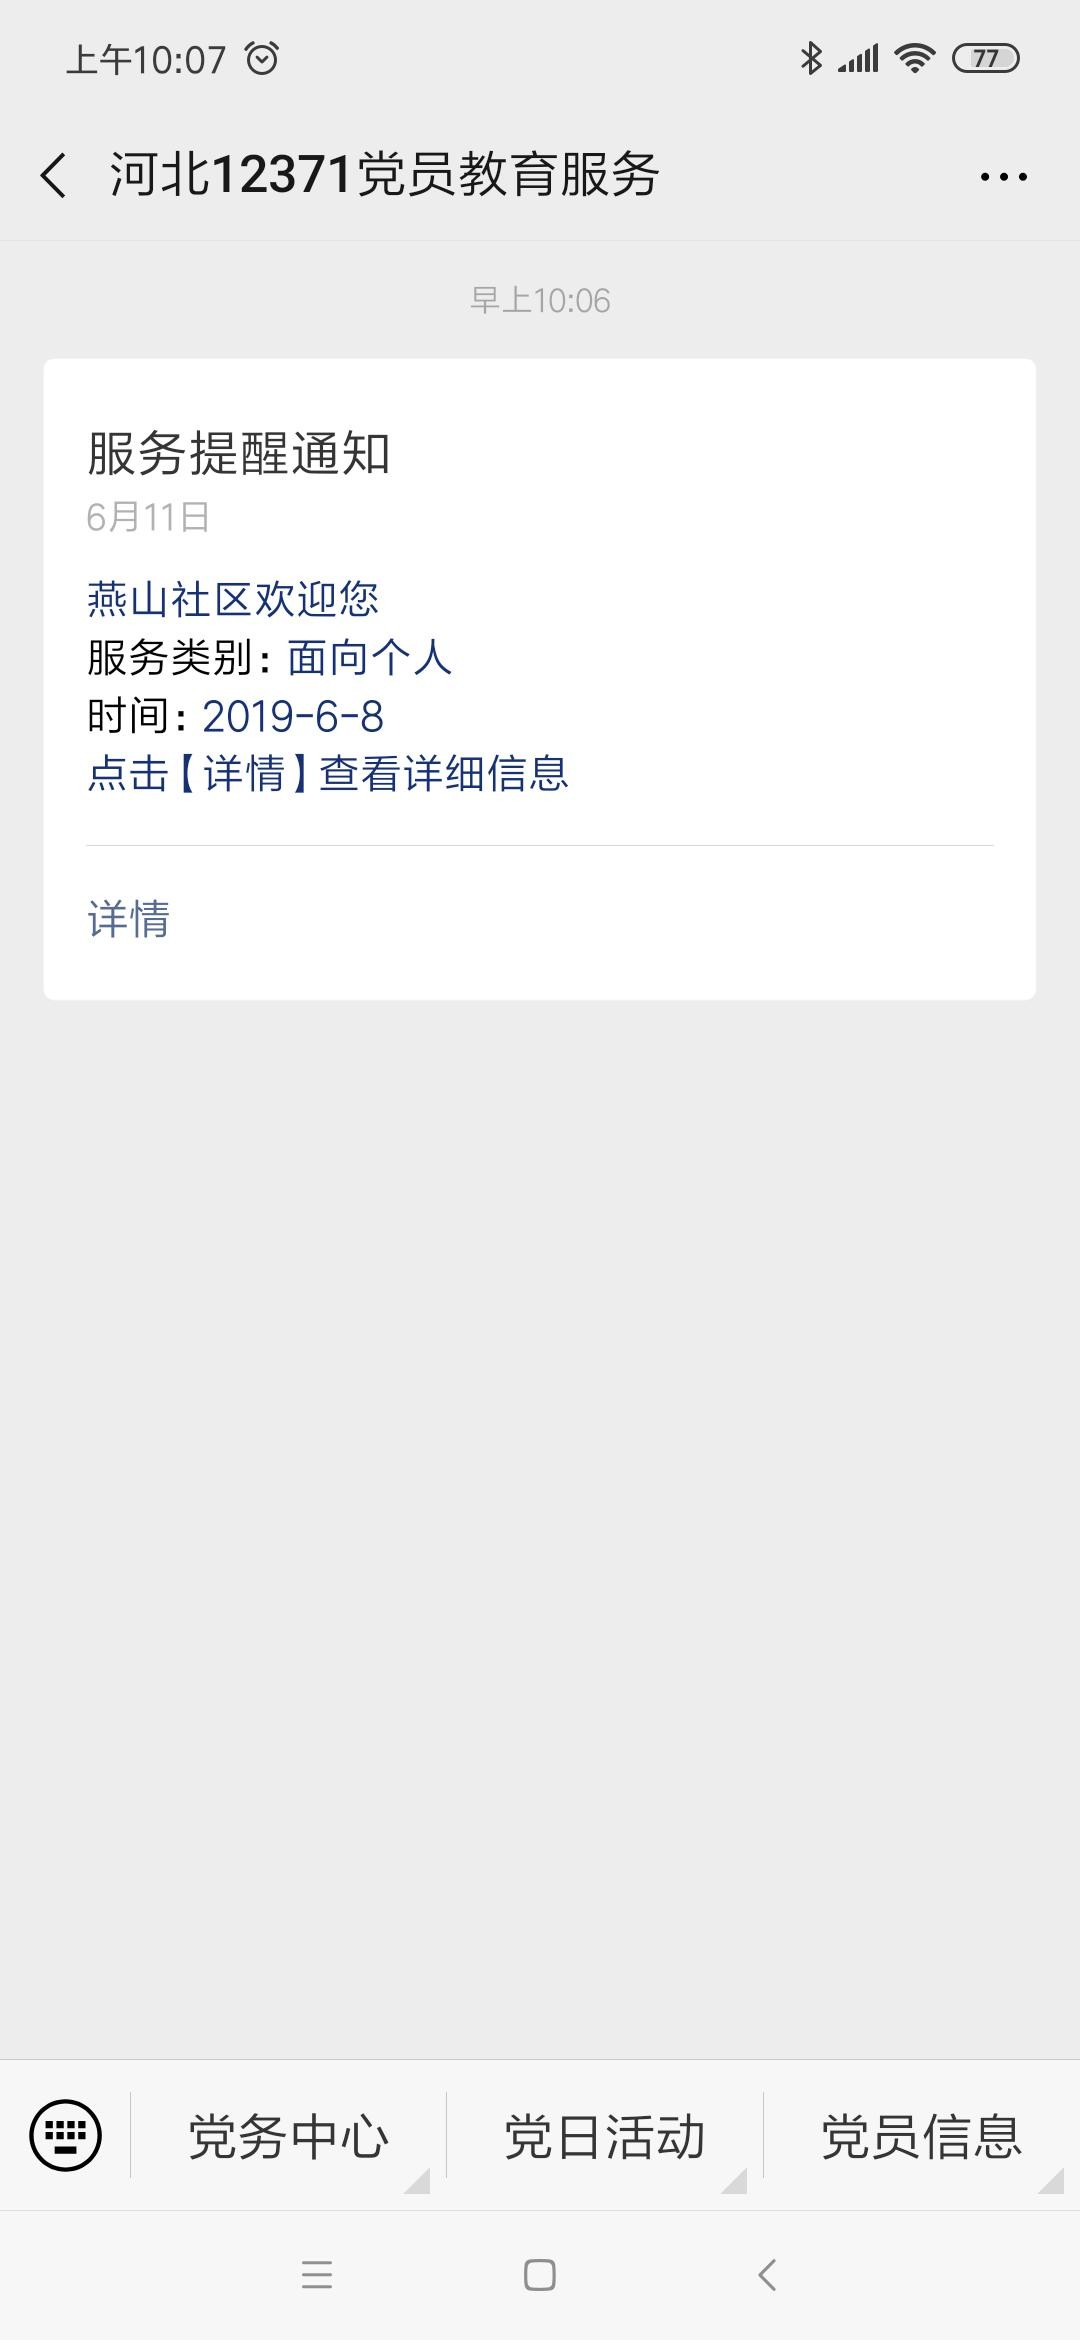 上午10:07
77
河北12371党员教育服务
早上10:06
服务提醒通知
6月11日
燕山社区欢迎您
服务类别：面向个人
时间：2019-6-8
点击【详情】查看详细信息
详情
党务中心
党日活动
党员信息